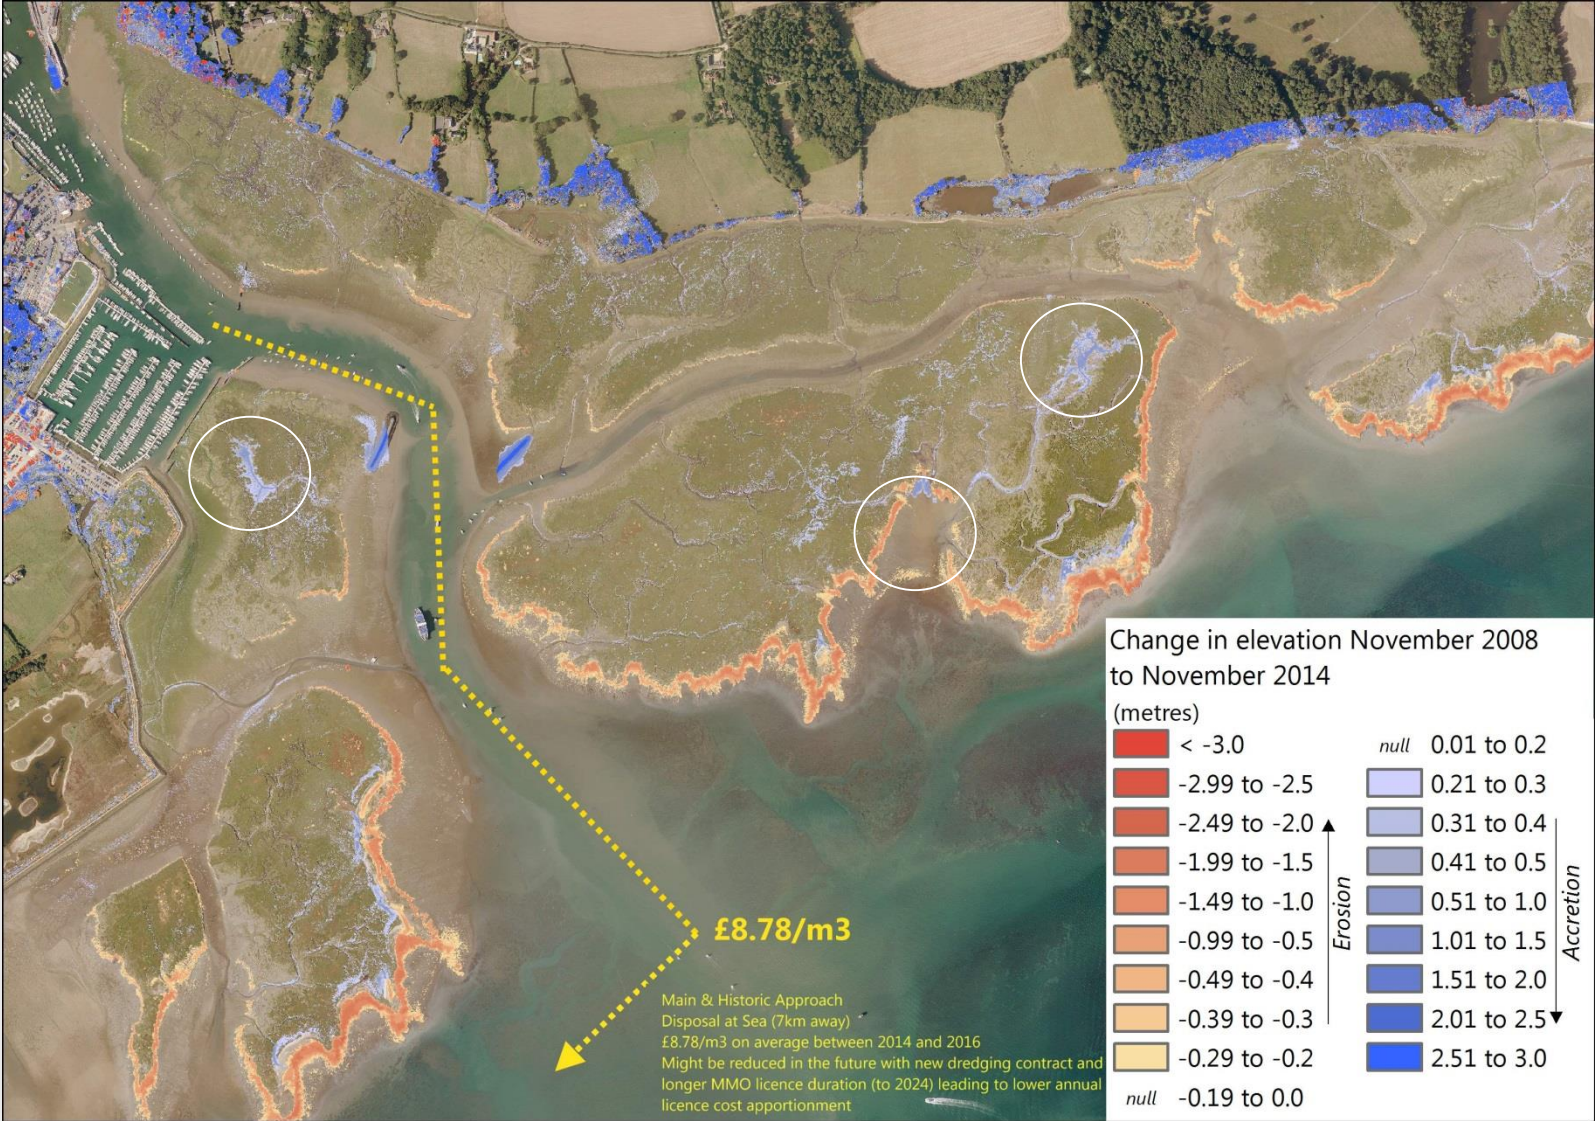 £8.78/m3
Main & Historic Approach
Disposal at Sea (7km away)
£8.78/m3 on average between 2014 and 2016
Might be reduced in the future with new dredging contract and
longer MMO licence duration (to 2024) leading to lower annual
licence cost apportionment
Change in elevation November 2008
to November 2014
(metres)
< -3.0
-2.99 to -2.5
-2.49 to -2.0
-1.99 to -1.5
-1.49 to -1.0
-0.99 to -0.5
-0.49 to -0.4
-0.39 to -0.3
-0.29 to -0.2
null -0.19 to 0.0
Erosion
null 0.01 to 0.2
0.21 to 0.3
0.31 to 0.4
0.41 to 0.5
0.51 to 1.0
1.01 to 1.5
1.51 to 2.0
2.01 to 2.5
2.51 to 3.0
Accretion